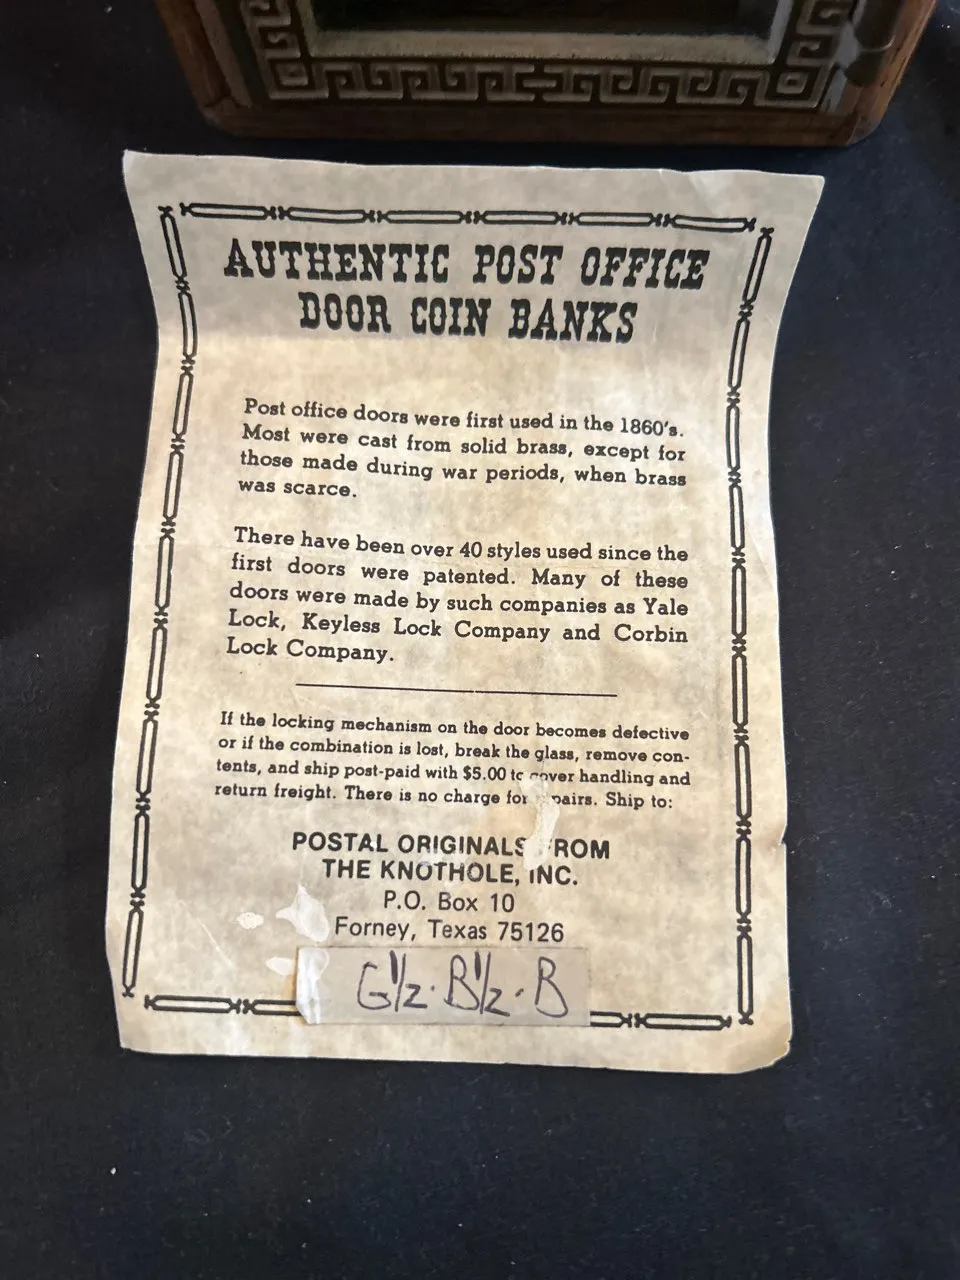 AUTHENTIC POST OFFICE
DOOR COIN BANKS
Post office doors were first used in the 1860's.
Most were cast from solid brass, except for
those made during war periods, when brass
was scarce.
There have been over 40 styles used since the
first doors were patented. Many of these
doors were made by such companies as Yale
Lock, Keyless Lock Company and Corbin
Lock Company.
If the locking mechanism on the door becomes defective
or if the combination is lost, break the glass, remove con-
tents, and ship post-paid with $5.00 to cover handling and
return freight. There is no charge for repairs. Ship to:
POSTAL ORIGINALS FROM
THE KNOTHOLE, INC.
P.O. Box 10
Forney, Texas 75126
G½·B½·B